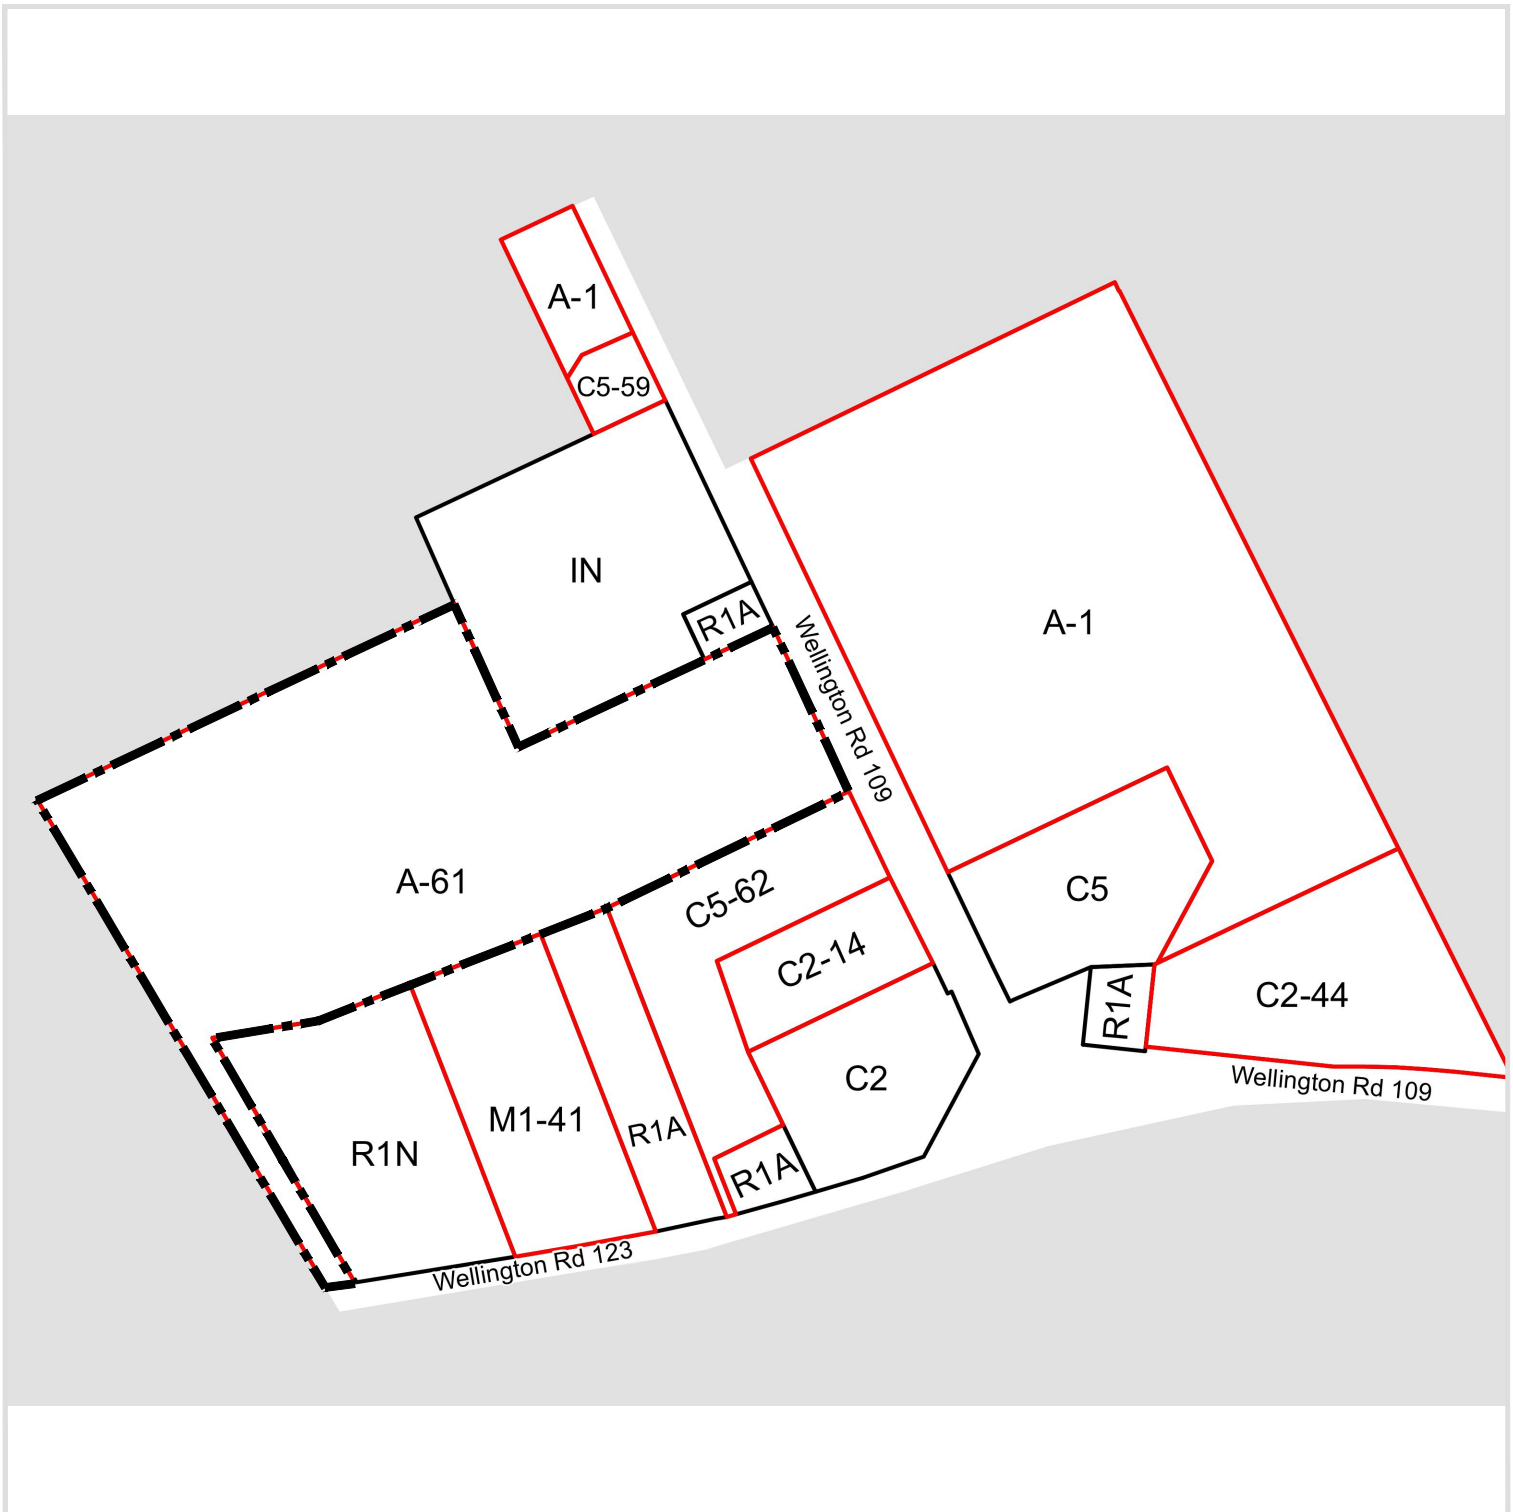 A-1
C5-59
IN
R1A
Wellington Rd 109
A-1
A-61
C5-62
C5
C2-14
C2-44
R1A
C2
Wellington Rd 109
M1-41
R1A
R1N
R1A
Wellington Rd 123